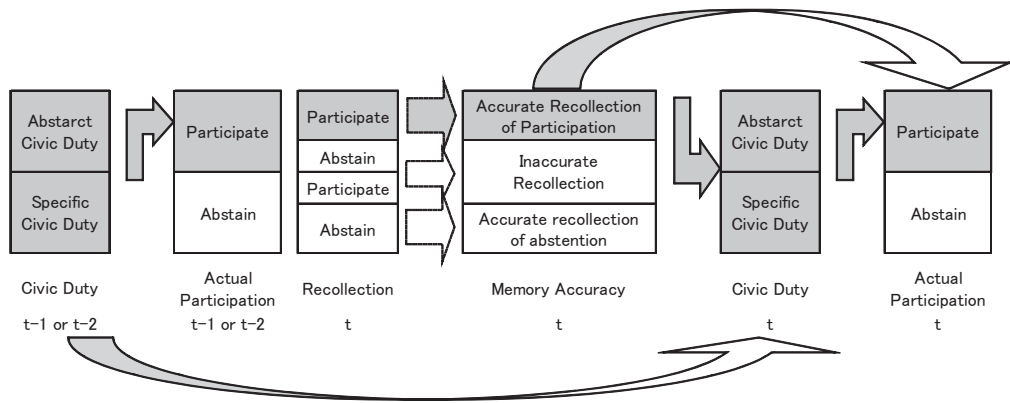 Abstarct
Civic Duty
Specific
Civic Duty
Civic Duty
t-1 or t-2
Participate
Abstain
Actual
Participation
t-1 or t-2
Participate
Abstain
Participate
Abstain
Recollection
t
Accurate Recollection
of Participation
Inaccurate
Recollection
Accurate recollection
of abstention
Memory Accuracy
t
Abstarct
Civic Duty
Specific
Civic Duty
Civic Duty
t
Participate
Abstain
Actual
Participation
t